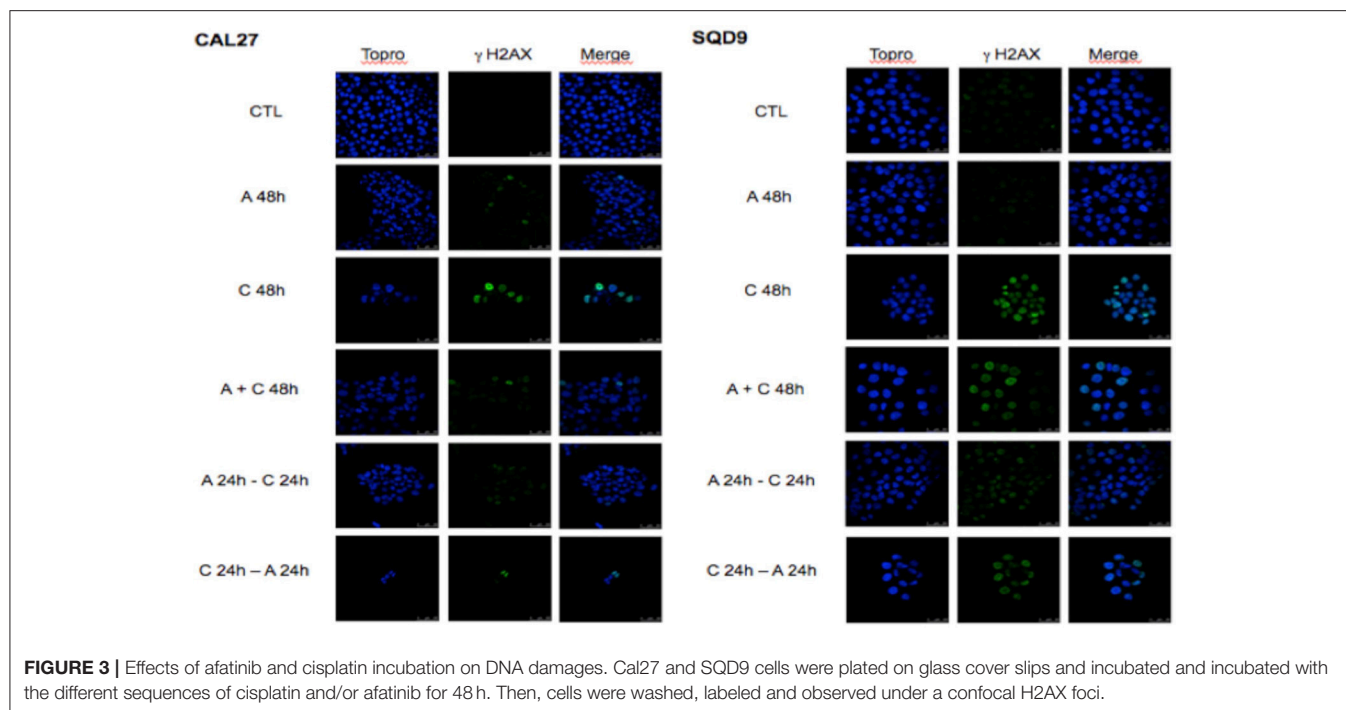 CAL27
Topro γ H2AX Merge
CTL
A 48h
C 48h
A + C 48h
A 24h - C 24h
C 24h – A 24h
SQD9
Topro γ H2AX Merge
CTL
A 48h
C 48h
A + C 48h
A 24h - C 24h
C 24h – A 24h
FIGURE 3 | Effects of afatinib and cisplatin incubation on DNA damages. Cal27 and SQD9 cells were plated on glass cover slips and incubated and incubated with
the different sequences of cisplatin and/or afatinib for 48 h. Then, cells were washed, labeled and observed under a confocal H2AX foci.